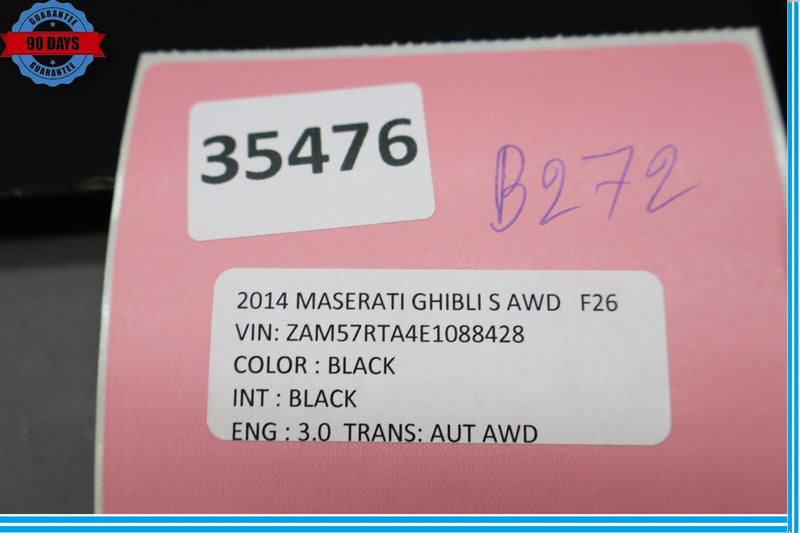 GUARANTEE
90 DAYS
GUARANTEE
35476
B272
2014 MASERATI GHIBLI S AWD F26
VIN: ZAM57RTA4E1088428
COLOR : BLACK
INT : BLACK
ENG : 3.0 TRANS: AUT AWD